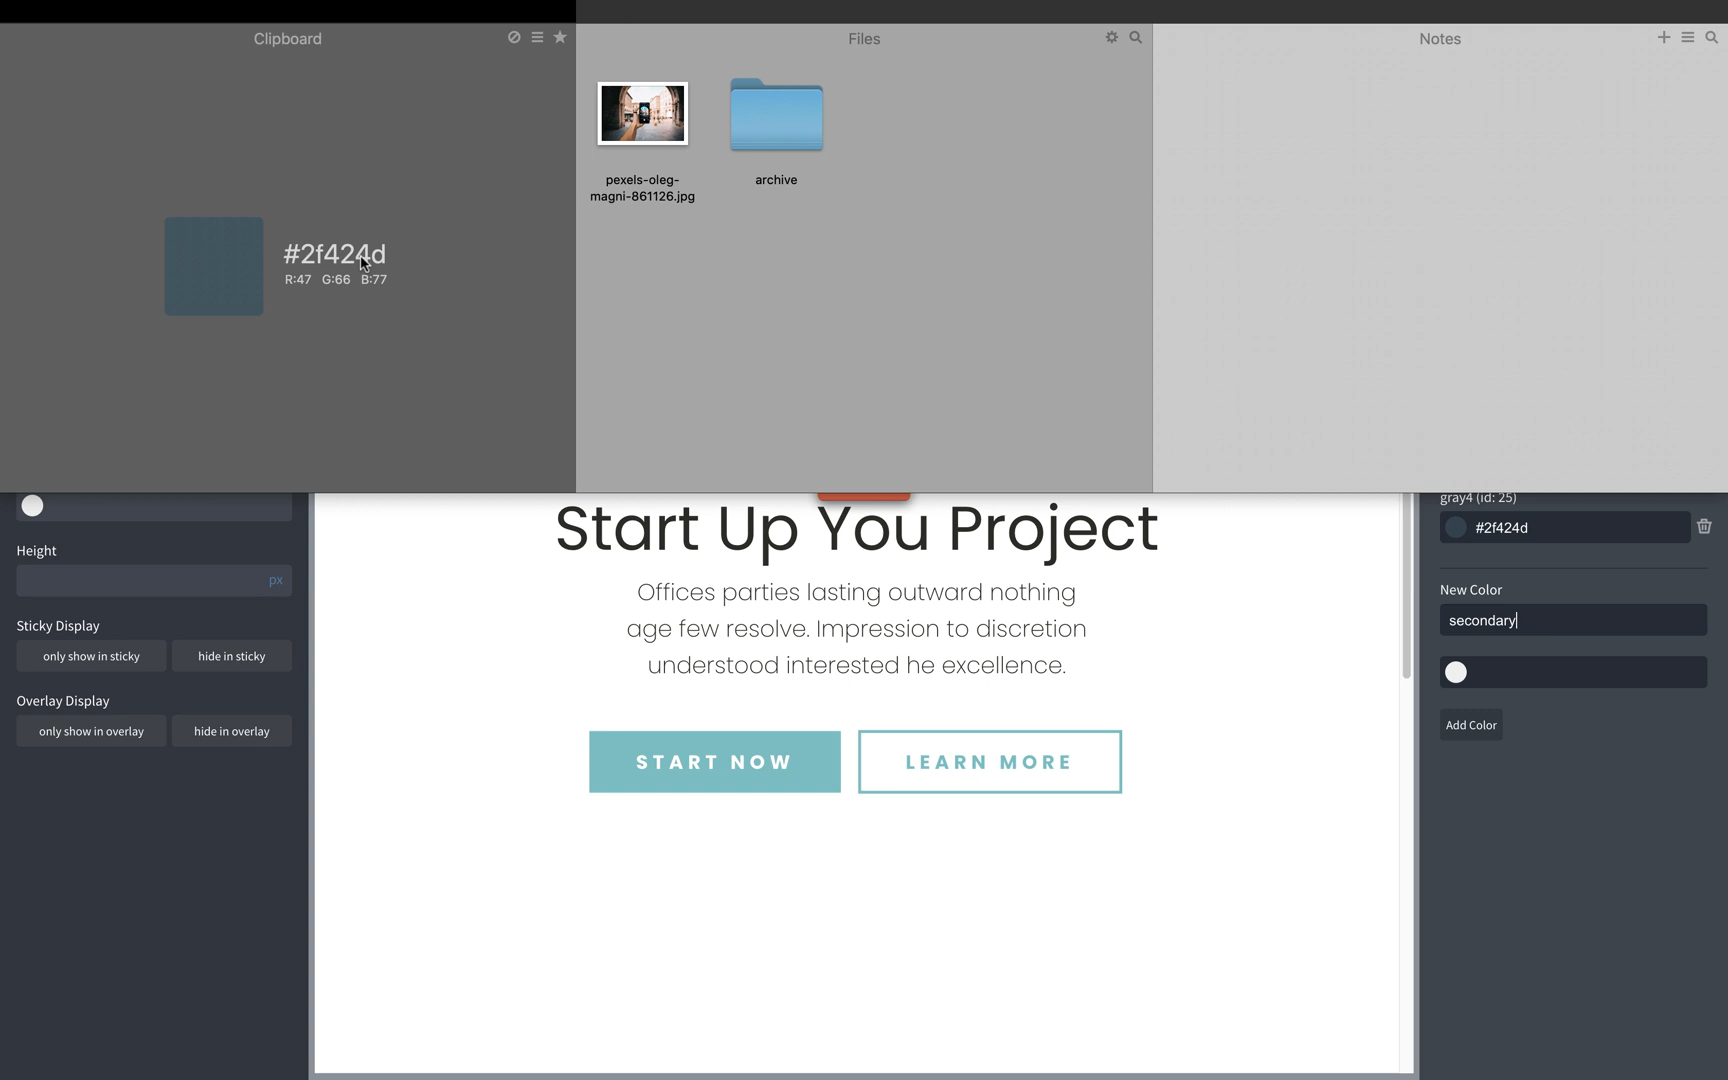 Clipboard
Files
Notes
#2f424d
R:47 G:66 B:77
pexels-oleg-
magni-861126.jpg
archive
Height
px
Sticky Display
only show in sticky
hide in sticky
Overlay Display
only show in overlay
hide in overlay
Start Up You Project
Offices parties lasting outward nothing
age few resolve. Impression to discretion
understood interested he excellence.
START NOW
LEARN MORE
gray4 (id: 25)
#2f424d
New Color
secondary
Add Color